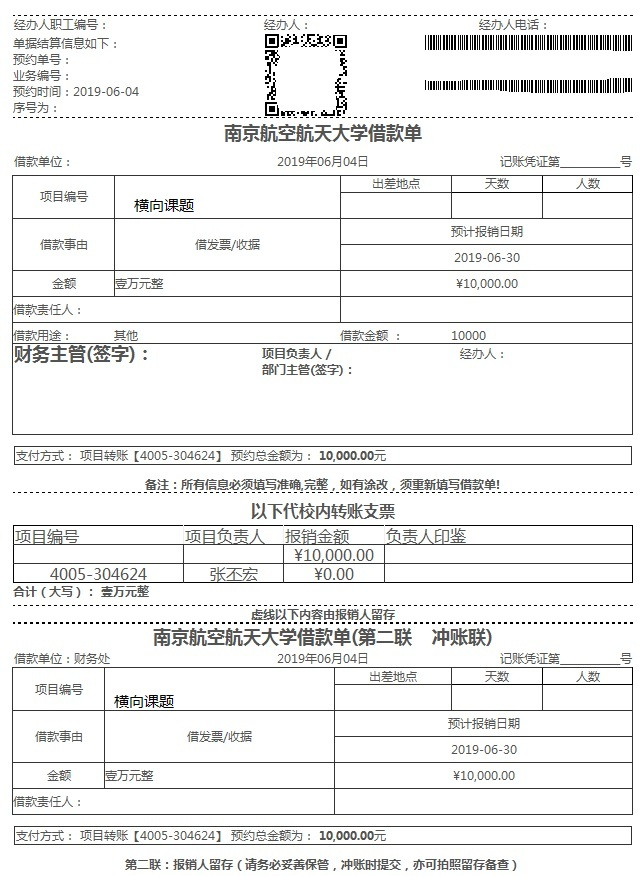 经办人职工编号： 经办人： 经办人电话：
单据结算信息如下：
预约单号：
业务编号：
预约时间：2019-06-04
序号为：
南京航空航天大学借款单
借款单位： 2019年06月04日 记账凭证第__________号
项目编号 横向课题 出差地点 天数 人数
借款事由 借发票/收据 预计报销日期
2019-06-30
金额 壹万元整 ¥10,000.00
借款责任人：
借款用途： 其他 借款金额 ： 10000
财务主管(签字)： 项目负责人 / 经办人：
部门主管(签字)：
支付方式： 项目转账【4005-304624】 预约总金额为： 10,000.00元
备注：所有信息必须填写准确,完整，如有涂改，须重新填写借款单!
以下代校内转账支票
项目编号 项目负责人 报销金额 负责人印鉴
¥10,000.00
4005-304624 张丕宏 ¥0.00
合计（大写）： 壹万元整
虚线以下内容由报销人留存
南京航空航天大学借款单(第二联 冲账联)
借款单位：财务处 2019年06月04日 记账凭证第__________号
项目编号 横向课题 出差地点 天数 人数
借款事由 借发票/收据 预计报销日期
2019-06-30
金额 壹万元整 ¥10,000.00
借款责任人：
支付方式： 项目转账【4005-304624】 预约总金额为： 10,000.00元
第二联：报销人留存（请务必妥善保管，冲账时提交，亦可拍照留存备查）